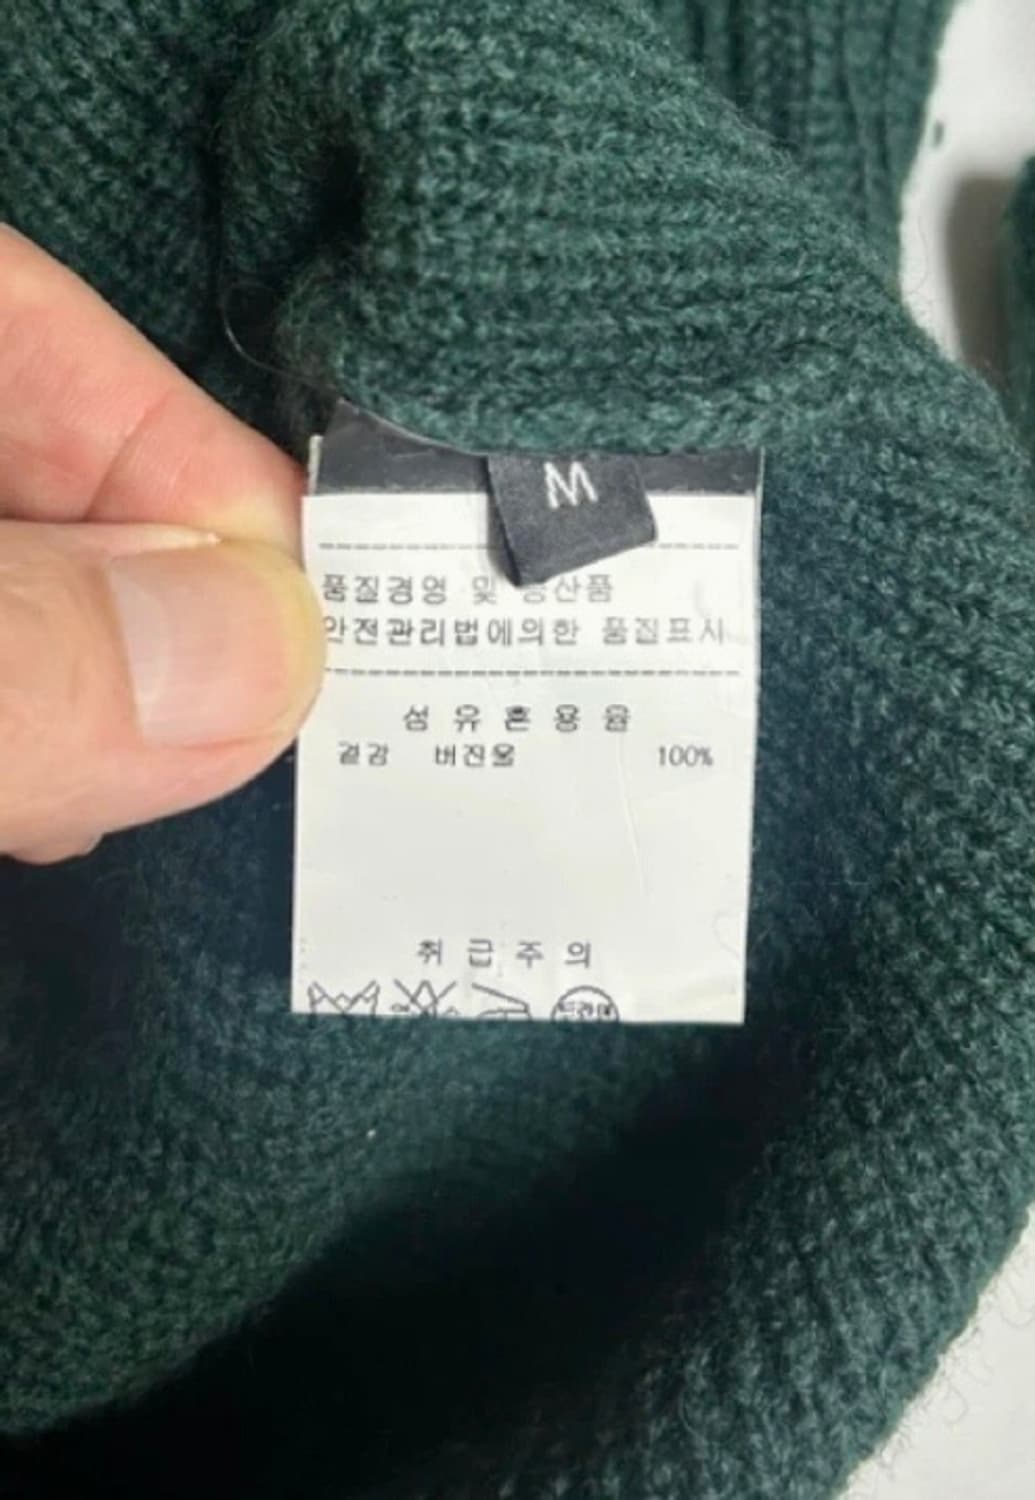 M
품질경영 및 공산품
안전관리법에의한 품질표시
섬 유 혼 용 율
겉감 버진울 100%
취 급 주 의